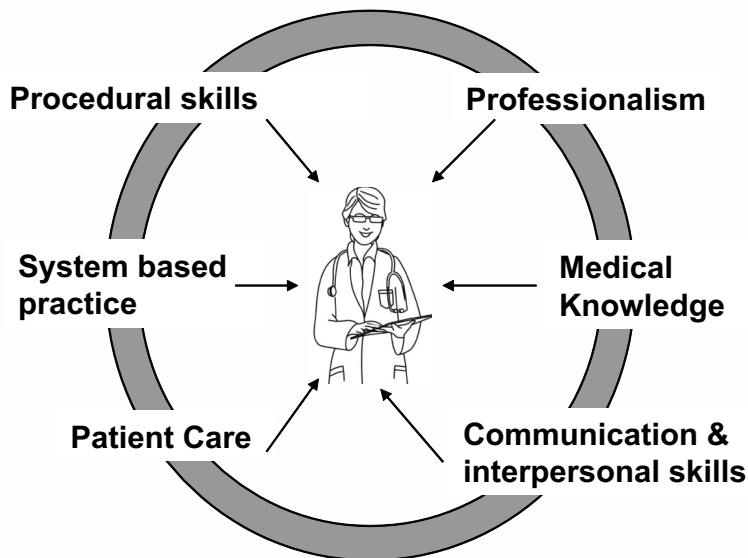 Procedural skills
Professionalism
System based
practice
Medical
Knowledge
Patient Care
Communication &
interpersonal skills